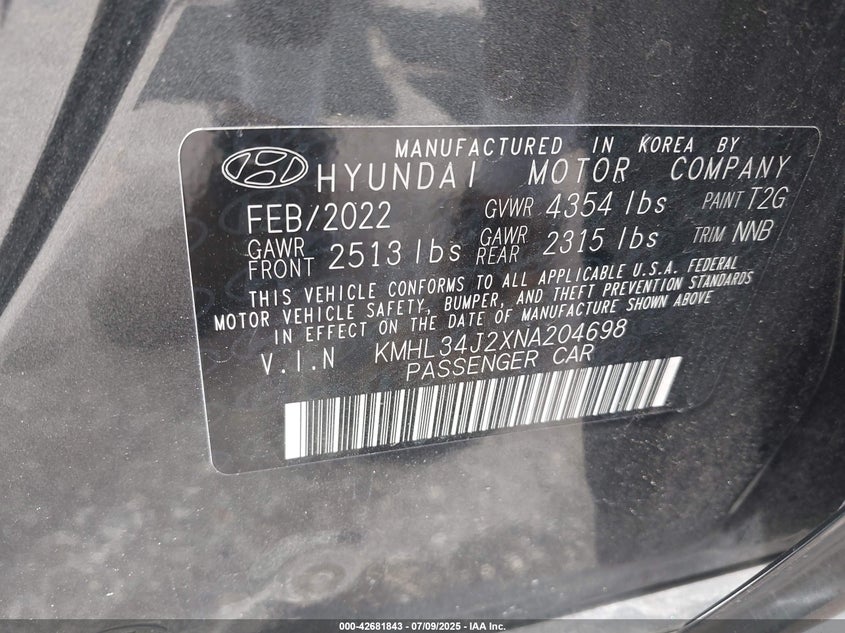 MANUFACTURED IN KOREA BY
HYUNDAI MOTOR COMPANY
FEB/2022 GVWR 4354 lbs PAINT T2G
GAWR FRONT 2513 lbs GAWR REAR 2315 lbs TRIM NNB
THIS VEHICLE CONFORMS TO ALL APPLICABLE U.S.A. FEDERAL
MOTOR VEHICLE SAFETY, BUMPER, AND THEFT PREVENTION STANDARDS
IN EFFECT ON THE DATE OF MANUFACTURE SHOWN ABOVE
V.I.N KMHL34J2XNA204698
PASSENGER CAR
000-42681843 / 07/09/2025 - IAA Inc.